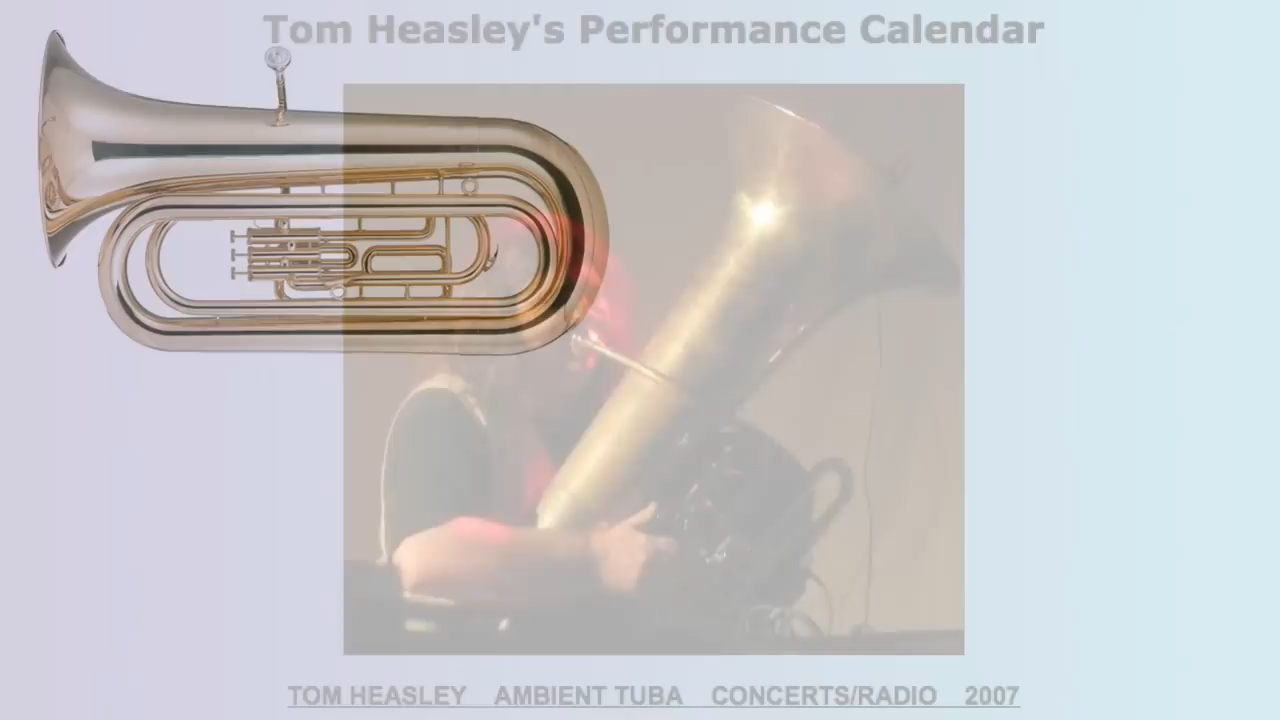 Tom Heasley's Performance Calendar
TOM HEASLEY AMBIENT TUBA CONCERTS/RADIO 2007